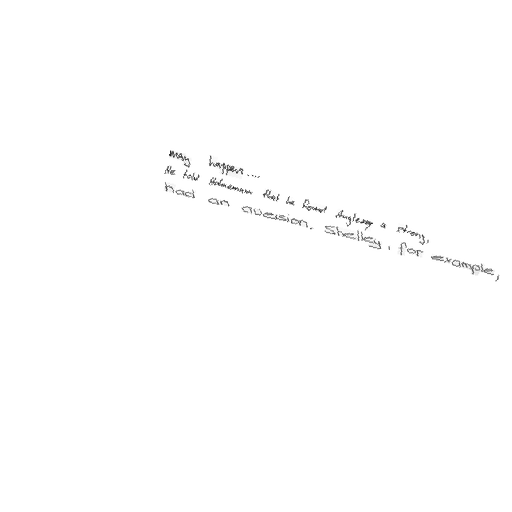 may happen ....
He told Hohnemann that he found Anglesey a strong,
had an aversion. Shelley, for example,